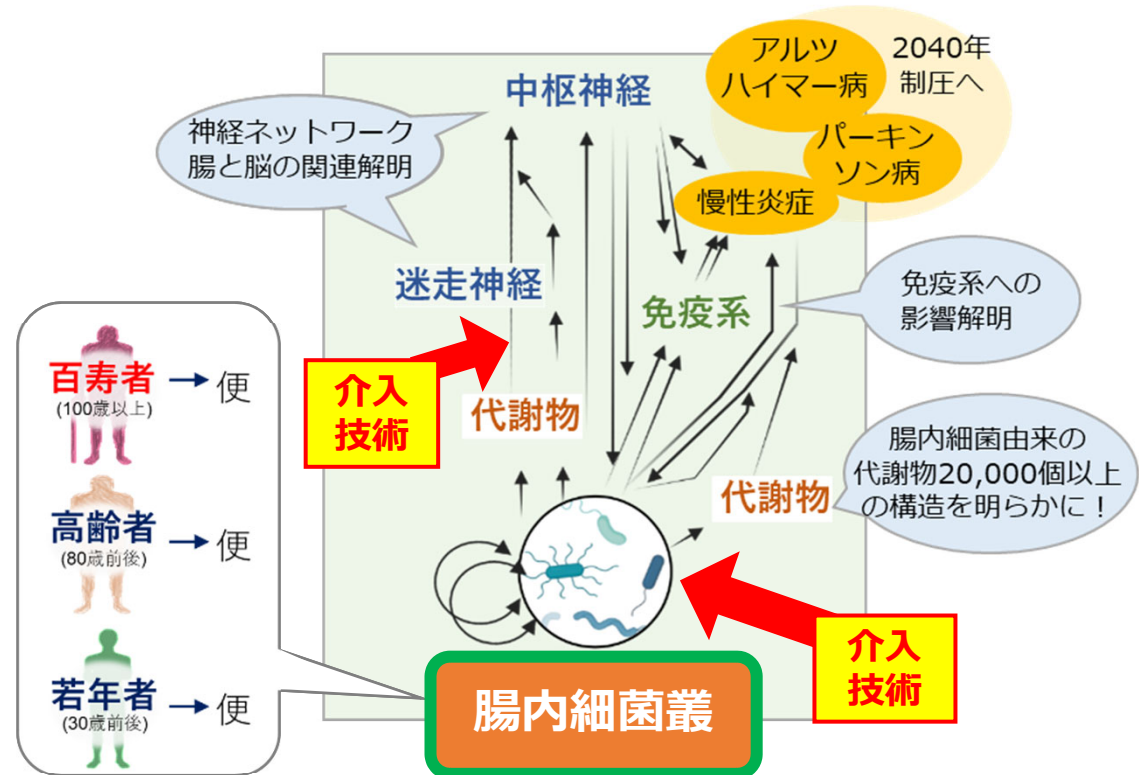 アルツ
ハイマー病
2040年
制圧へ
パーキン
ソン病
慢性炎症
中枢神経
神経ネットワーク
腸と脳の関連解明
迷走神経
免疫系
免疫系への
影響解明
介入
技術
代謝物
代謝物
腸内細菌由来の
代謝物20,000個以上
の構造を明らかに！
百寿者
(100歳以上)
便
高齢者
(80歳前後)
便
若年者
(30歳前後)
便
介入
技術
腸内細菌叢